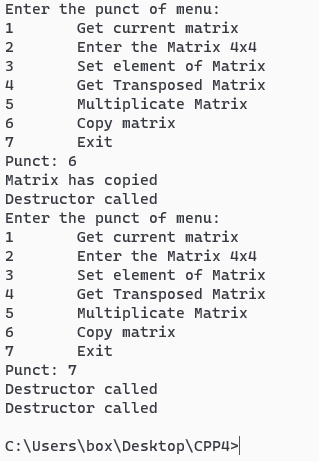 Enter the punct of menu:
1        Get current matrix
2        Enter the Matrix 4x4
3        Set element of Matrix
4        Get Transposed Matrix
5        Multiplicate Matrix
6        Copy matrix
7        Exit
Punct: 6
Matrix has copied
Destructor called
Enter the punct of menu:
1        Get current matrix
2        Enter the Matrix 4x4
3        Set element of Matrix
4        Get Transposed Matrix
5        Multiplicate Matrix
6        Copy matrix
7        Exit
Punct: 7
Destructor called
Destructor called
C:\Users\box\Desktop\CPP4>